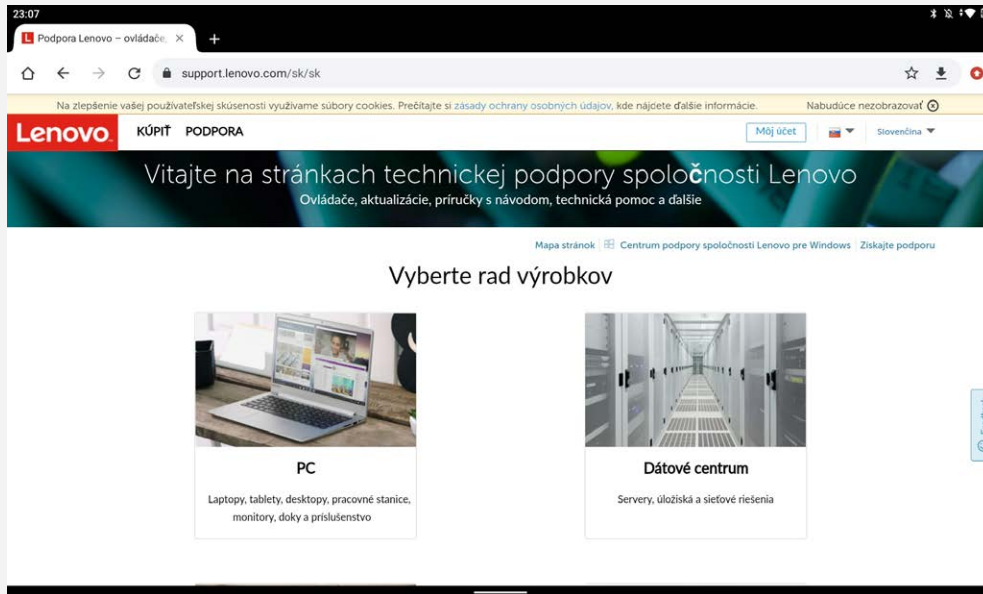 23:07
Podpora Lenovo – ovládače,
support.lenovo.com/sk/sk
Na zlepšenie vašej používateľskej skúsenosti využívame súbory cookies. Prečítajte si zásady ochrany osobných údajov, kde nájdete ďalšie informácie. Nabudúce nezobrazovať
Lenovo. KÚPIŤ PODPORA Môj účet Slovenčina
Vitajte na stránkach technickej podpory spoločnosti Lenovo
Ovládače, aktualizácie, príručky s návodom, technická pomoc a ďalšie
Mapa stránok Centrum podpory spoločnosti Lenovo pre Windows Získajte podporu
Vyberte rad výrobkov
PC
Laptopy, tablety, desktopy, pracovné stanice,
monitory, doky a príslušenstvo
Dátové centrum
Servery, úložiská a sieťové riešenia